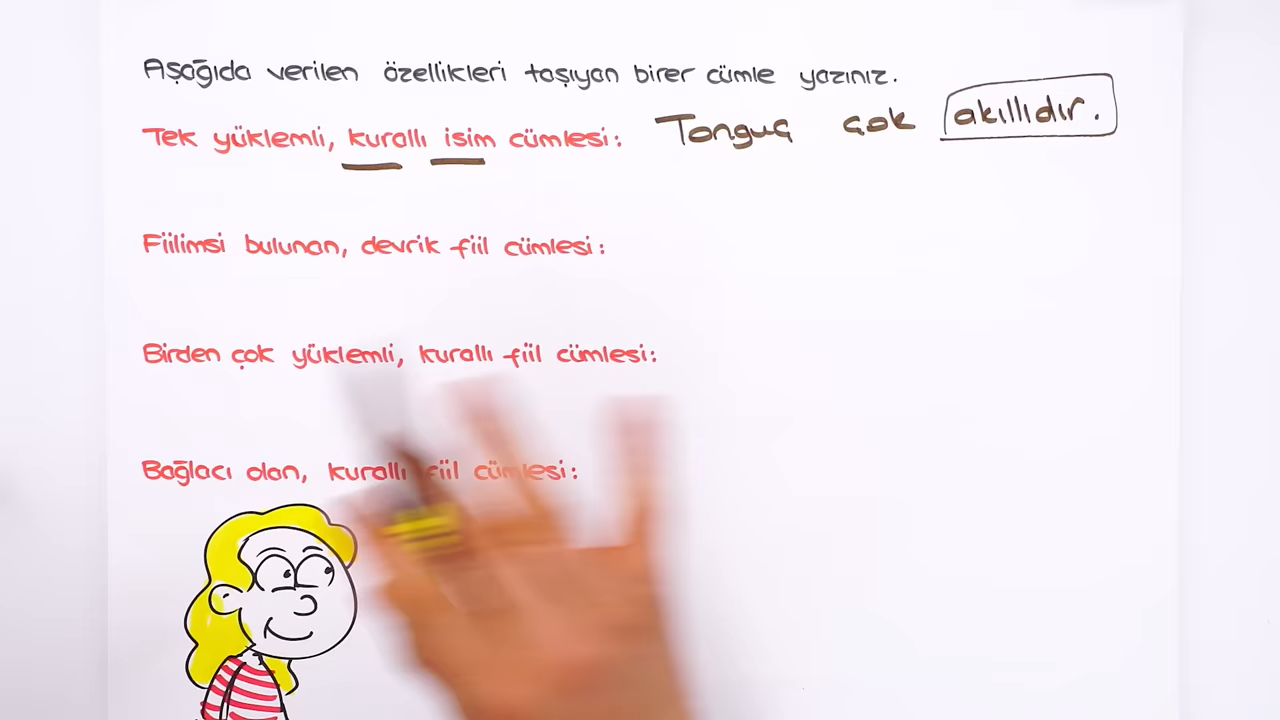 Aşağıda verilen özellikleri taşıyan birer cümle yazınız.
Tek yüklemli, kurallı isim cümlesi: Tonguç çok akıllıdır.
Fiilimsi bulunan, devrik fiil cümlesi:
Birden çok yüklemli, kurallı fiil cümlesi:
Bağlacı olan, kurallı fiil cümlesi: